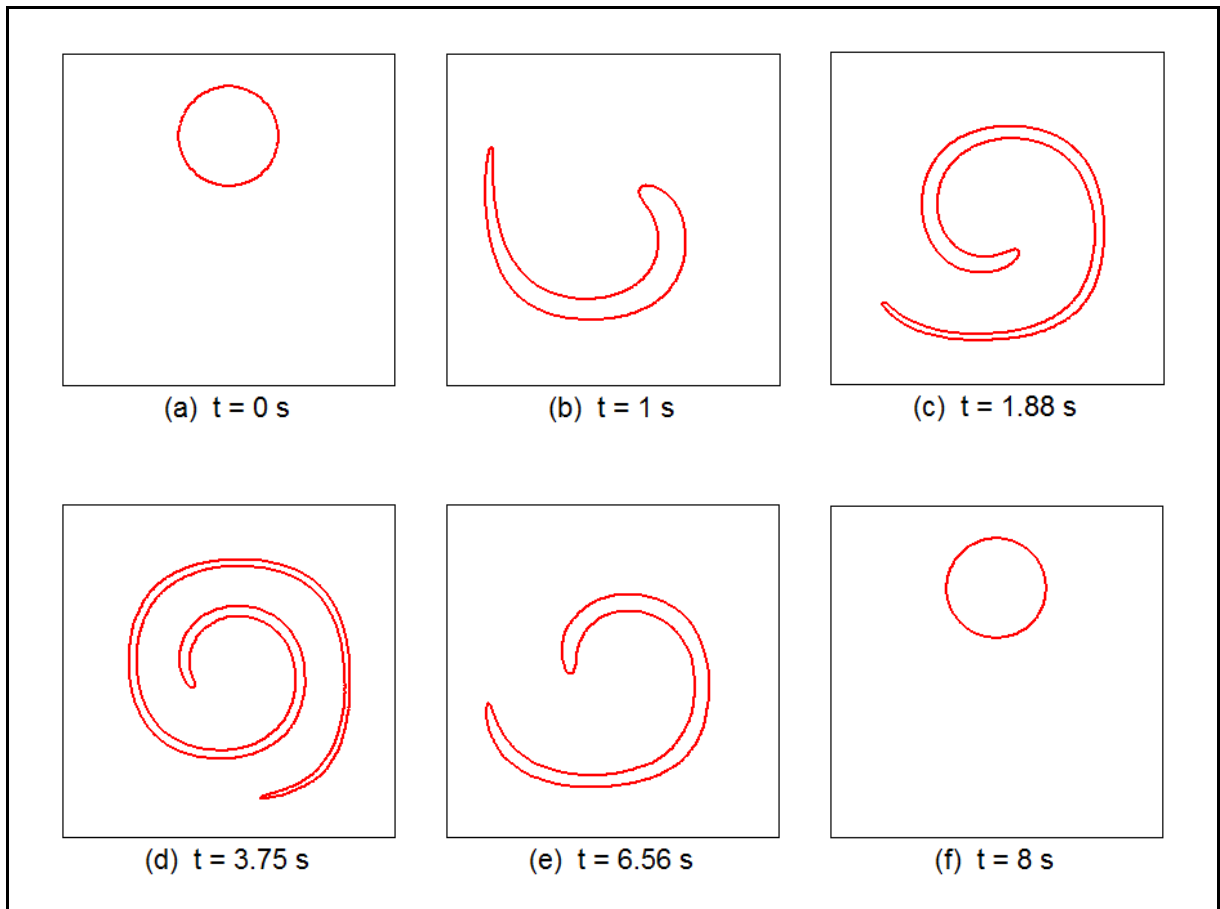 (a) t = 0 s
(b) t = 1 s
(c) t = 1.88 s
(d) t = 3.75 s
(e) t = 6.56 s
(f) t = 8 s